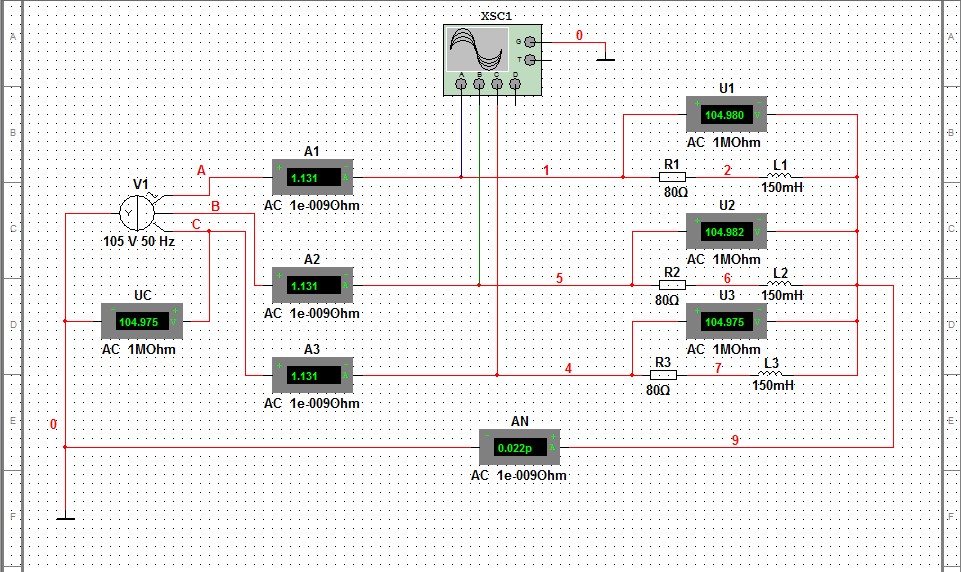 XSC1
G
T
A B C D
0
U1
+ -
104.980 V
AC 1MOhm
A1
+ -
1.131 A
AC 1e-009Ohm
A
1
R1
80Ω
2
L1
150mH
V1
Y
B
C
105 V 50 Hz
U2
+ -
104.982 V
AC 1MOhm
A2
+ -
1.131 A
AC 1e-009Ohm
5
R2
80Ω
6
L2
150mH
UC
- +
104.975 V
AC 1MOhm
U3
+ -
104.975 V
AC 1MOhm
A3
+ -
1.131 A
AC 1e-009Ohm
4
R3
80Ω
7
L3
150mH
0
AN
- +
0.022p A
AC 1e-009Ohm
9
A
B
C
D
E
F
A
B
C
D
E
F